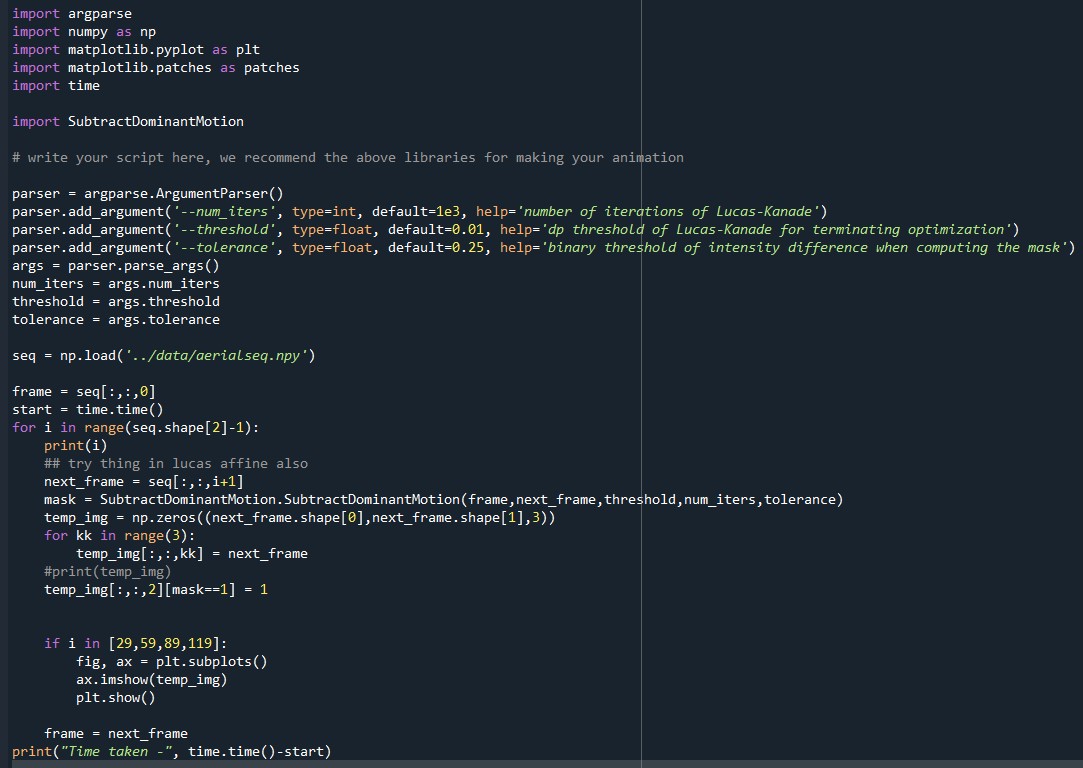 import argparse
import numpy as np
import matplotlib.pyplot as plt
import matplotlib.patches as patches
import time

import SubtractDominantMotion

# write your script here, we recommend the above libraries for making your animation

parser = argparse.ArgumentParser()
parser.add_argument('--num_iters', type=int, default=1e3, help='number of iterations of Lucas-Kanade')
parser.add_argument('--threshold', type=float, default=0.01, help='dp threshold of Lucas-Kanade for terminating optimization')
parser.add_argument('--tolerance', type=float, default=0.25, help='binary threshold of intensity difference when computing the mask')
args = parser.parse_args()
num_iters = args.num_iters
threshold = args.threshold
tolerance = args.tolerance

seq = np.load('../data/aerialseq.npy')

frame = seq[:,:,0]
start = time.time()
for i in range(seq.shape[2]-1):
    print(i)
    ## try thing in lucas affine also
    next_frame = seq[:,:,i+1]
    mask = SubtractDominantMotion.SubtractDominantMotion(frame,next_frame,threshold,num_iters,tolerance)
    temp_img = np.zeros((next_frame.shape[0],next_frame.shape[1],3))
    for kk in range(3):
        temp_img[:,:,kk] = next_frame
    #print(temp_img)
    temp_img[:,:,2][mask==1] = 1


    if i in [29,59,89,119]:
        fig, ax = plt.subplots()
        ax.imshow(temp_img)
        plt.show()

    frame = next_frame
print("Time taken -", time.time()-start)